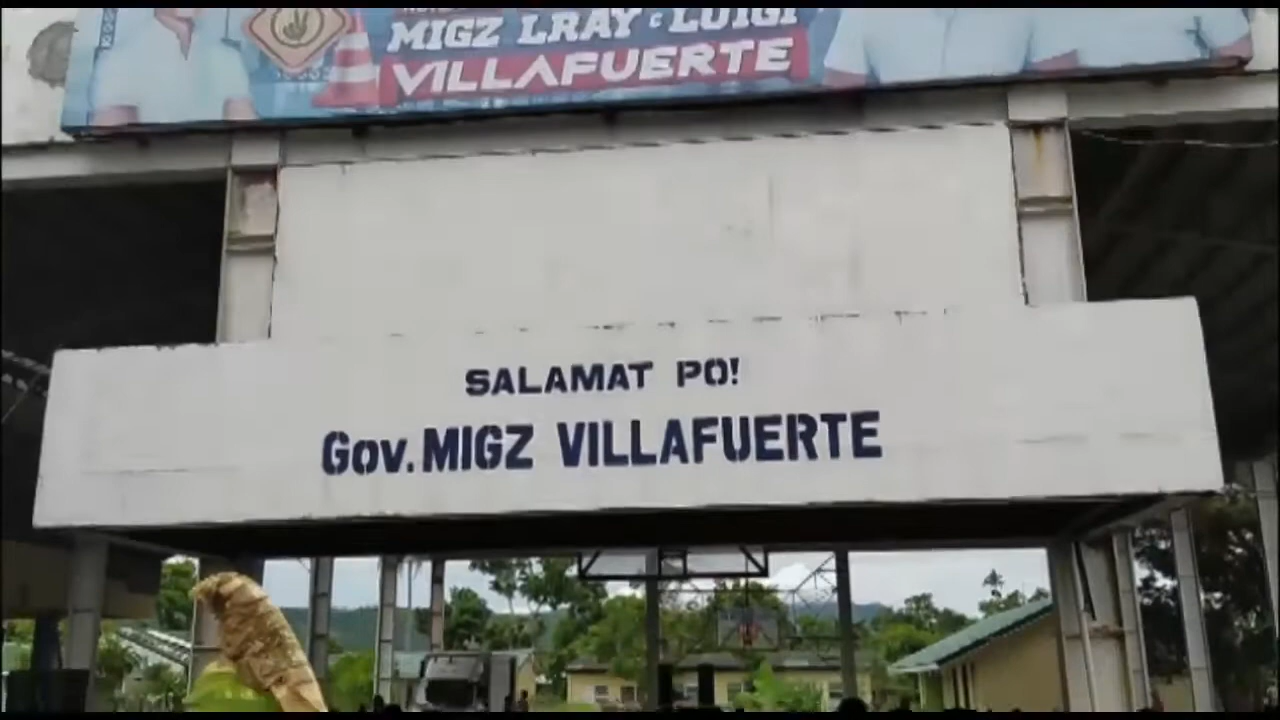 MIGZ LRAY & LUIGI
VILLAFUERTE
SALAMAT PO!
Gov. MIGZ VILLAFUERTE